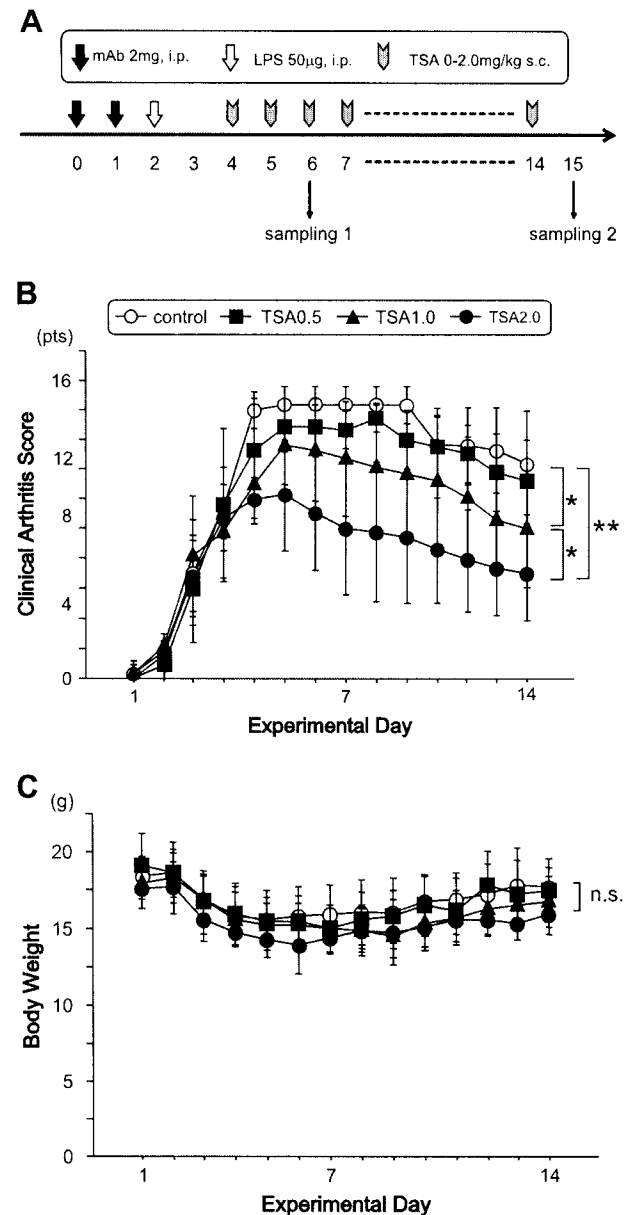 A
mAb 2mg, i.p. LPS 50μg, i.p. TSA 0-2.0mg/kg s.c.
0 1 2 3 4 5 6 7 14 15
sampling 1 sampling 2
B
control TSA0.5 TSA1.0 TSA2.0
(pts)
16
12
8
4
0
Clinical Arthritis Score
*
*
**
1 7 14
Experimental Day
C
(g)
20
15
10
5
0
Body Weight
n.s.
1 7 14
Experimental Day